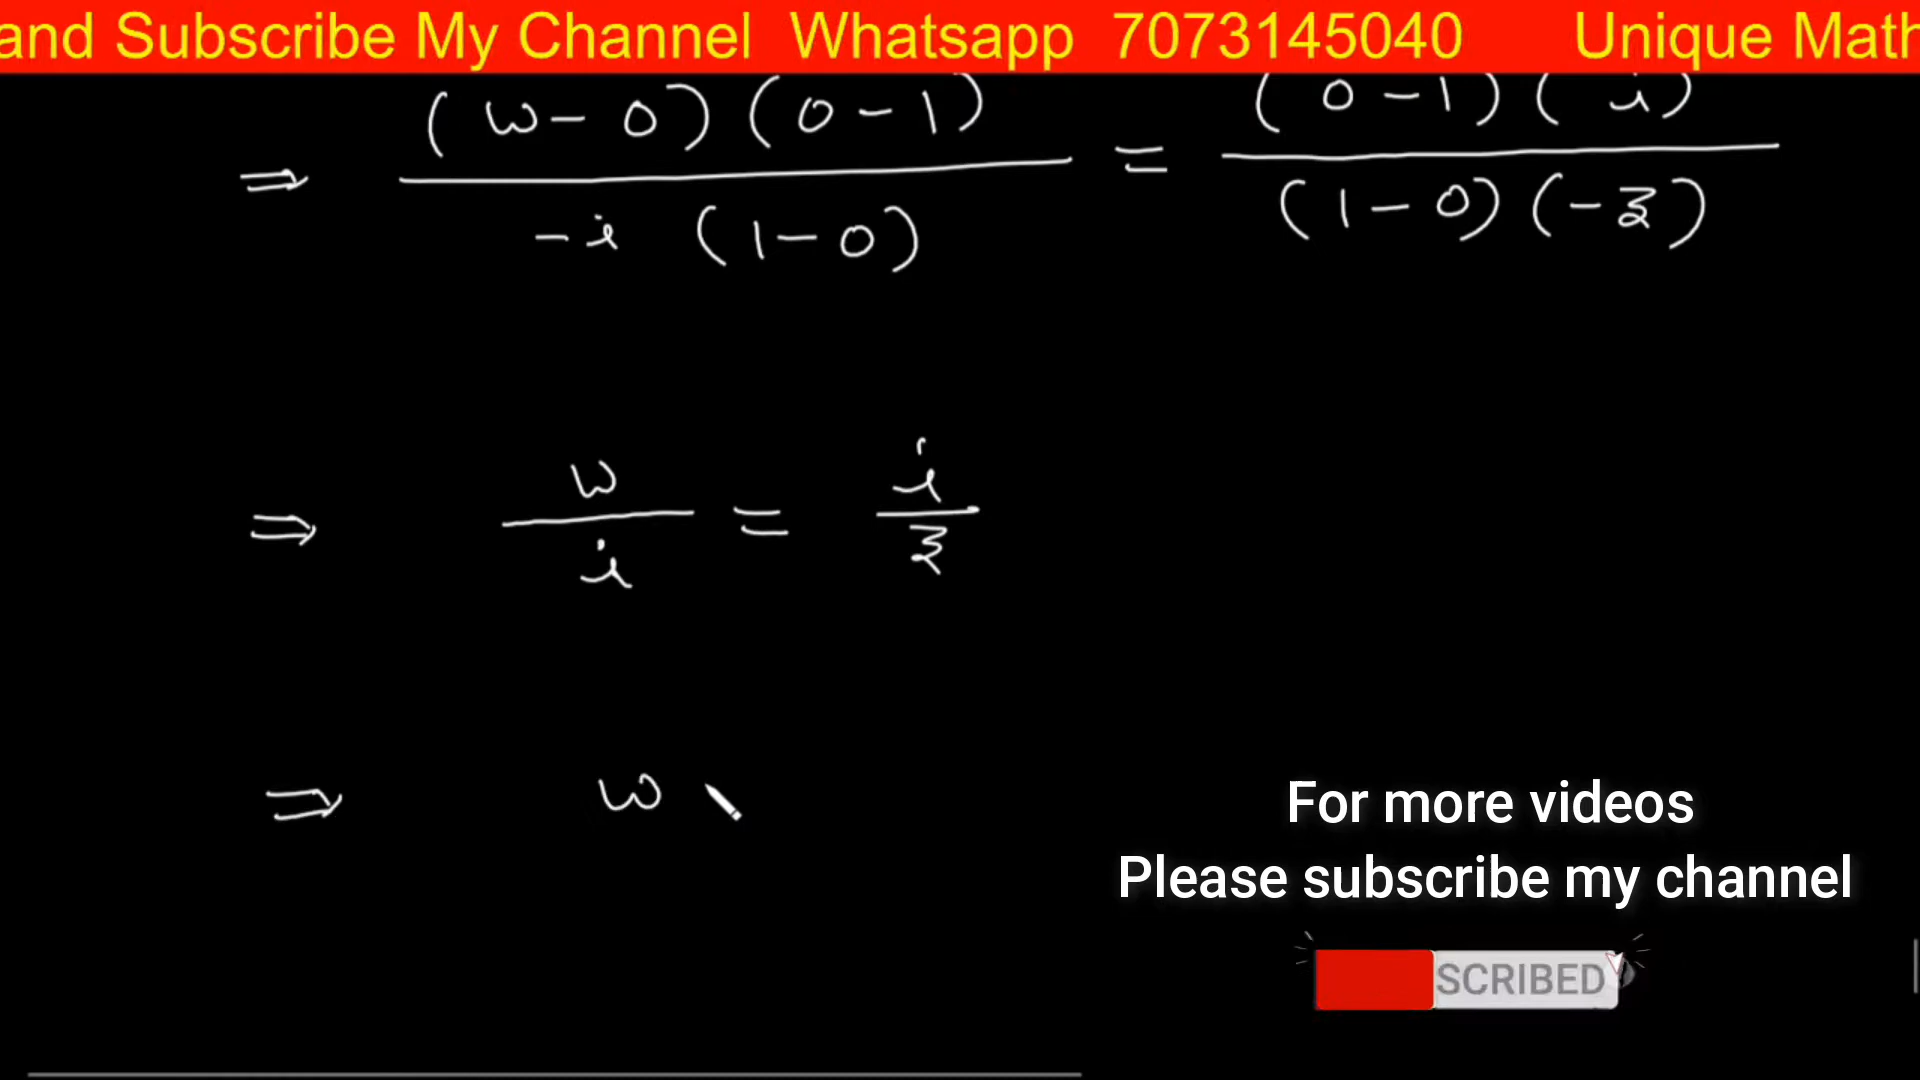 and Subscribe My Channel Whatsapp 7073145040 Unique Math
⇒ (w-0)(0-1) / -i (1-0) = (0-1)(i) / (1-0)(-z)
⇒ w/i = i/z
⇒ w
For more videos
Please subscribe my channel
SCRIBED